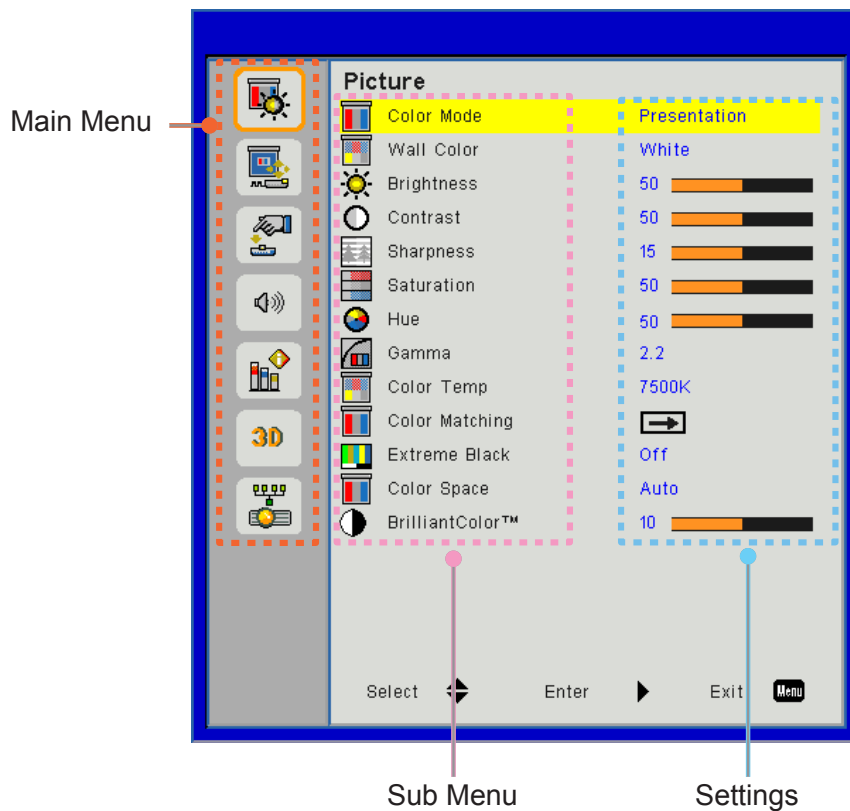 Picture
Main Menu
Color Mode Presentation
Wall Color White
Brightness 50
Contrast 50
Sharpness 15
Saturation 50
Hue 50
Gamma 2.2
Color Temp 7500K
3D
Color Matching
Extreme Black Off
Color Space Auto
BrilliantColor™ 10
Select Enter Exit Menu
Sub Menu Settings